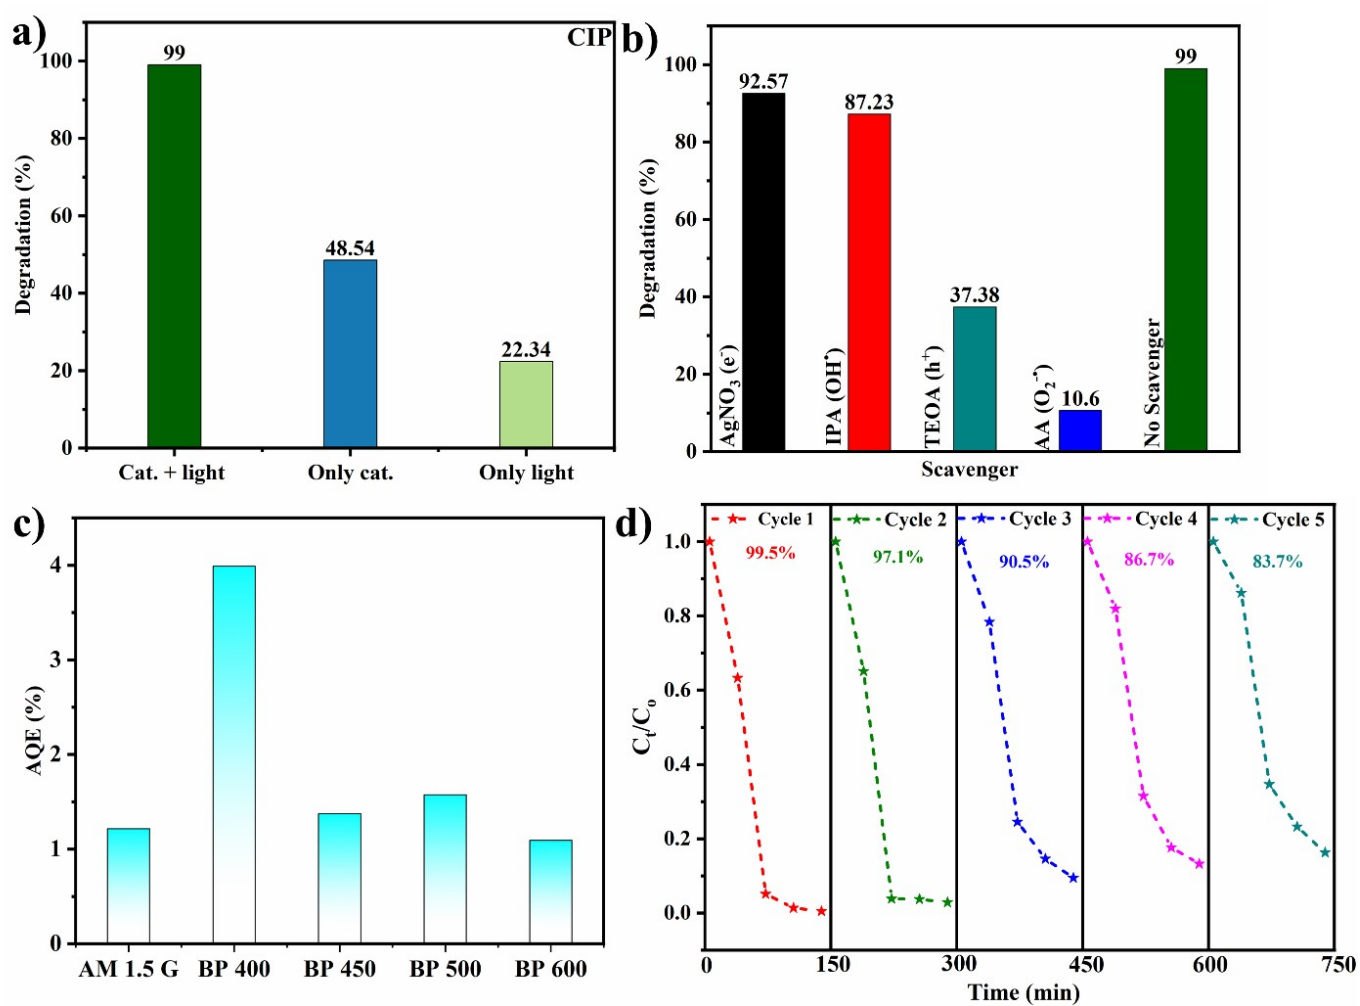 a)
CIP
Degradation (%)
100
80
60
40
20
0
99
48.54
22.34
Cat. + light
Only cat.
Only light
b)
Degradation (%)
100
80
60
40
20
0
92.57
87.23
37.38
10.6
99
AgNO₃ (e⁻)
IPA (OH•)
TEOA (h⁺)
AA (O₂⁻•)
No Scavenger
Scavenger
c)
AQE (%)
4
3
2
1
0
AM 1.5 G
BP 400
BP 450
BP 500
BP 600
d)
Cycle 1
Cycle 2
Cycle 3
Cycle 4
Cycle 5
99.5%
97.1%
90.5%
86.7%
83.7%
Cₜ/Cₒ
1.0
0.8
0.6
0.4
0.2
0.0
0
150
300
450
600
750
Time (min)